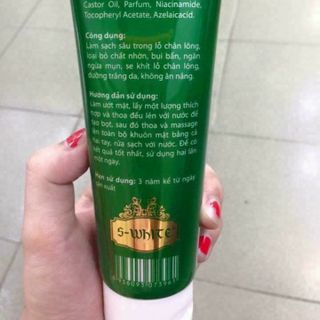 Castor Oil, Parfum, Niacinamide,
Tocopheryl Acetate, Azelaicacid.
Công dụng:
Làm sạch sâu trong lỗ chân lông,
loại bỏ chất nhờn, bụi bẩn, ngăn
ngừa mụn, se khít lỗ chân lông,
dưỡng trắng da, không ăn nắng.
Hướng dẫn sử dụng:
Làm ướt mặt, lấy một lượng thích
hợp và thoa đều lên với nước để
tạo bọt, sau đó thoa và massage
lên toàn bộ khuôn mặt bằng cả
hai tay, rửa sạch với nước. Để có
kết quả tốt nhất, sử dụng hai lần
một ngày.
Hạn sử dụng: 3 năm kể từ ngày
sản xuất
S-WHITE